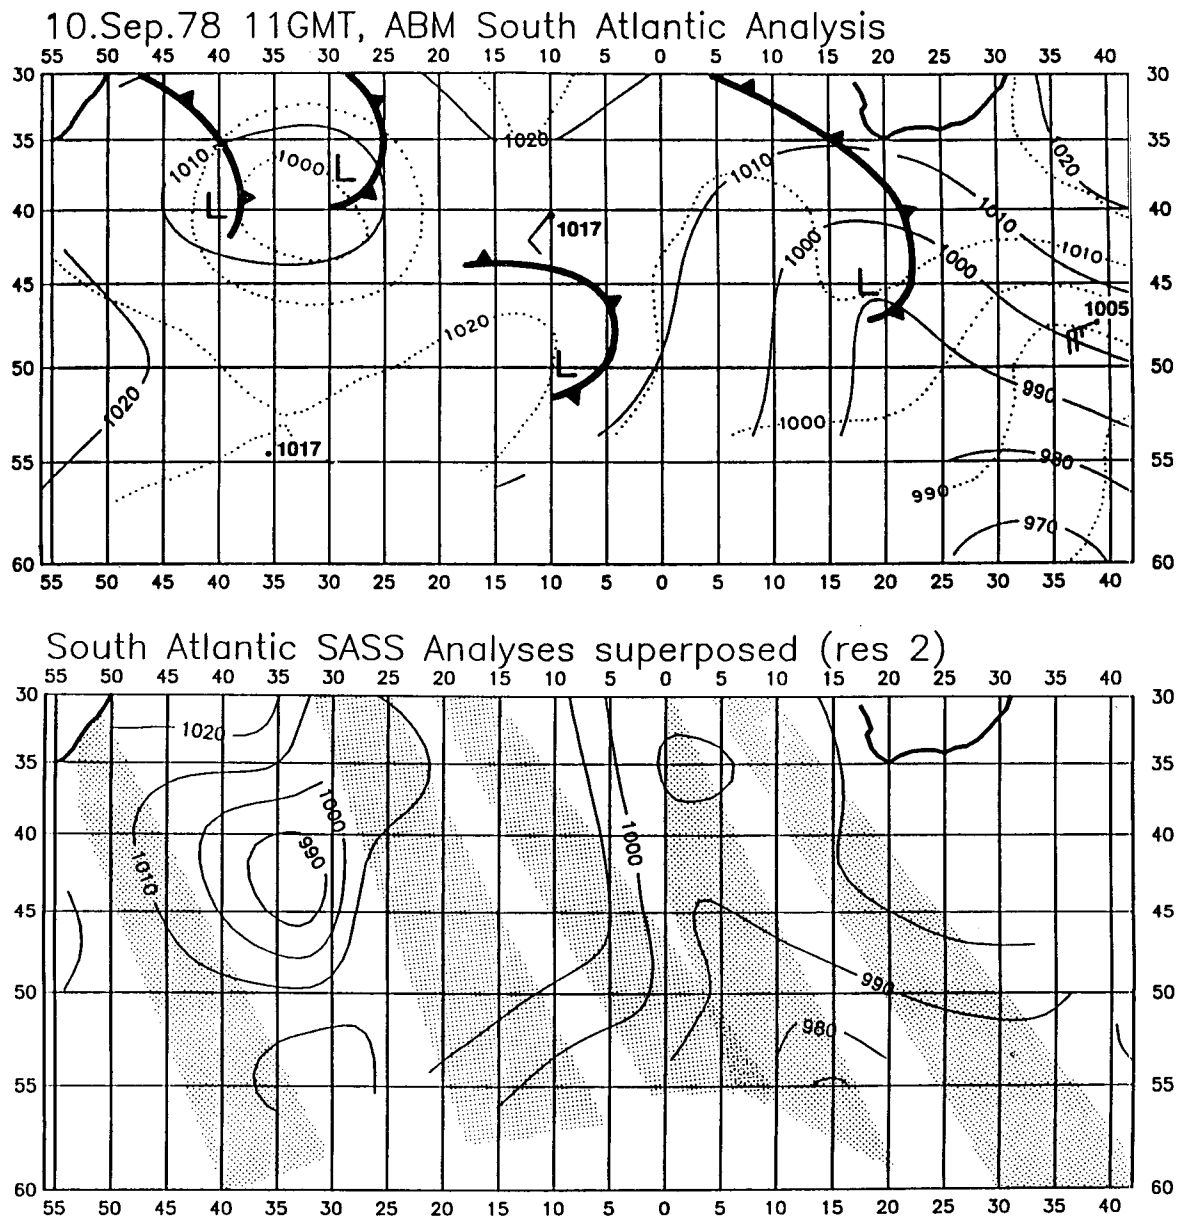 10.Sep.78 11GMT, ABM South Atlantic Analysis
55 50 45 40 35 30 25 20 15 10 5 0 5 10 15 20 25 30 35 40
30 30
1020
35 35
1010 1000 L 1010 1020
L
40 40
1017 1010
1000 1000 1010
45 L 45
1020 1005
L
50 50
1020 990
1000
1017
55 980 55
990
970
60 60
55 50 45 40 35 30 25 20 15 10 5 0 5 10 15 20 25 30 35 40
South Atlantic SASS Analyses superposed (res 2)
55 50 45 40 35 30 25 20 15 10 5 0 5 10 15 20 25 30 35 40
30 30
1020
35 35
1000
40 40
1010 990 1000
45 45
990
50 50
980
55 55
60 60
55 50 45 40 35 30 25 20 15 10 5 0 5 10 15 20 25 30 35 40